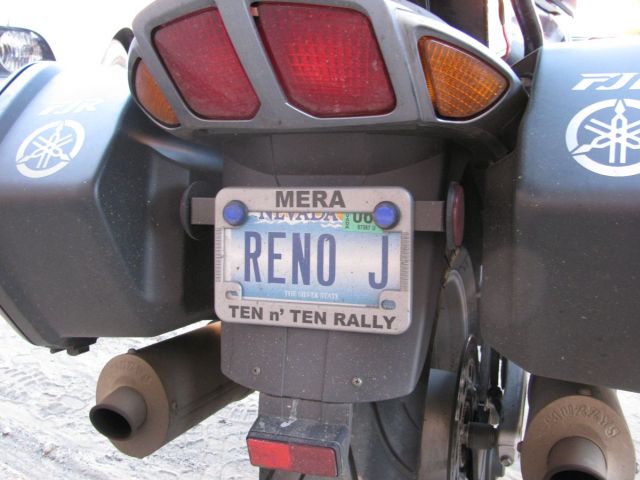 FJR
FJR
MERA
NEVADA
06
RENO J
THE SILVER STATE
TEN n' TEN RALLY